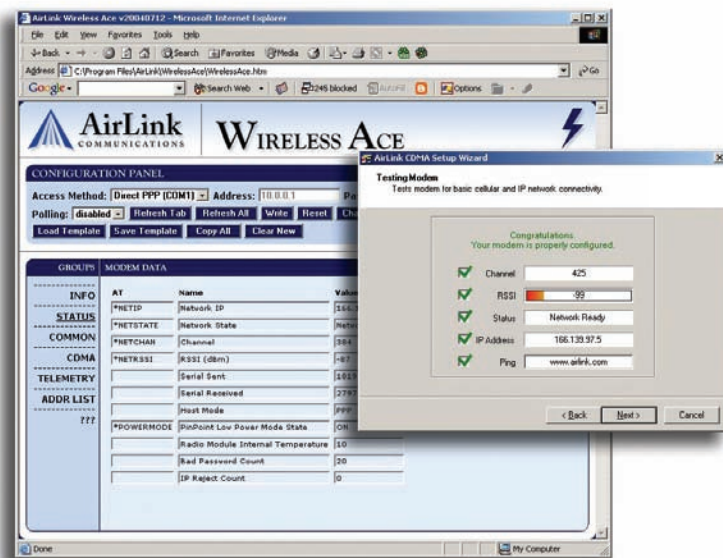 AirLink Wireless Ace v20040712 - Microsoft Internet Explorer
File Edit View Favorites Tools Help
Back Search Favorites Media
Address C:\Program Files\AirLink\WirelessAce\WirelessAce.htm Go
Google Search Web 245 blocked AutoFill Options
AirLink
COMMUNICATIONS
WIRELESS ACE
CONFIGURATION PANEL
Access Method: Direct PPP (COM1) Address: 10.0.0.1
Polling: disabled Refresh Tab Refresh All Write Reset
Load Template Save Template Copy All Clear New
GROUPS MODEM DATA
INFO
STATUS
COMMON
CDMA
TELEMETRY
ADDR LIST
???
AT Name Value
*NETIP Network IP 166.
*NETSTATE Network State
*NETCHAN Channel 384
*NETRSSI RSSI (dBm) -87
Serial Sent
Serial Received
Host Mode PPP
*POWERMODE PinPoint Low Power Mode State ON
Radio Module Internal Temperature 10
Bad Password Count 20
IP Reject Count 0
Done My Computer
AirLink CDMA Setup Wizard
Testing Modem
Tests modem for basic cellular and IP network connectivity.
Congratulations.
Your modem is properly configured.
Channel 425
RSSI -99
Status Network Ready
IP Address 166.139.97.5
Ping www.airlink.com
< Back Next > Cancel